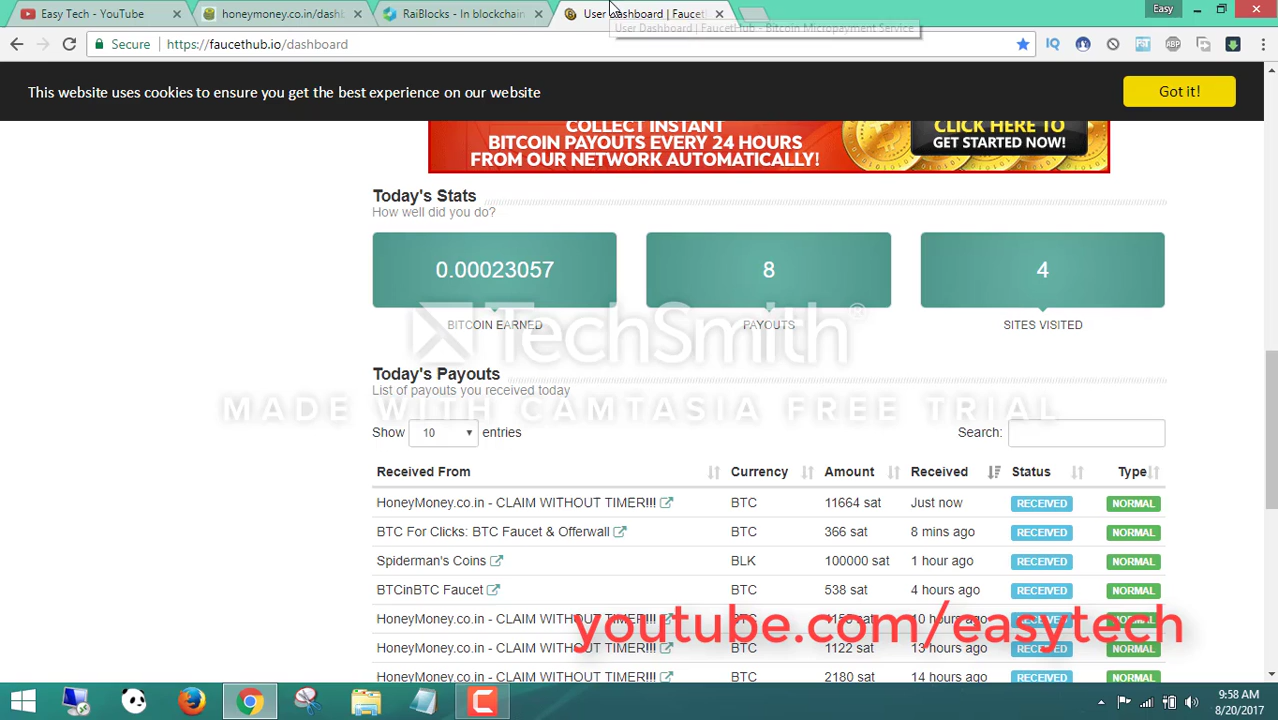 Easy Tech - YouTube
honeymoney.co.in/dashb
RaiBlocks - In blockchain
User Dashboard | Faucet
Easy
User Dashboard | FaucetHub - Bitcoin Micropayment Service
Secure https://faucethub.io/dashboard
This website uses cookies to ensure you get the best experience on our website
Got it!
COLLECT INSTANT
BITCOIN PAYOUTS EVERY 24 HOURS
FROM OUR NETWORK AUTOMATICALLY!
CLICK HERE TO
GET STARTED NOW!
Today's Stats
How well did you do?
0.00023057 8 4
BITCOIN EARNED PAYOUTS SITES VISITED
TechSmith®
MADE WITH CAMTASIA FREE TRIAL
Today's Payouts
List of payouts you received today
Show 10 entries Search:
Received From Currency Amount Received Status Type
HoneyMoney.co.in - CLAIM WITHOUT TIMER!!! BTC 11664 sat Just now RECEIVED NORMAL
BTC For Clicks: BTC Faucet & Offerwall BTC 366 sat 8 mins ago RECEIVED NORMAL
Spiderman's Coins BLK 100000 sat 1 hour ago RECEIVED NORMAL
BTCinBTC Faucet BTC 538 sat 4 hours ago RECEIVED NORMAL
HoneyMoney.co.in - CLAIM WITHOUT TIMER!!! BTC sat 10 hours ago RECEIVED NORMAL
youtube.com/easytech
HoneyMoney.co.in - CLAIM WITHOUT TIMER!!! BTC 1122 sat 13 hours ago RECEIVED NORMAL
HoneyMoney.co.in - CLAIM WITHOUT TIMER!!! BTC 2180 sat 14 hours ago RECEIVED NORMAL
9:58 AM
8/20/2017